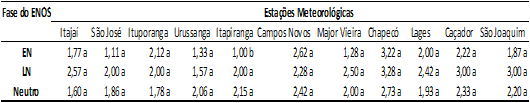 Fase do ENOS Estações Meteorológicas
Itajaí São José Ituporanga Urussanga Itapiranga Campos Novos Major Vieira Chapecó Lages Caçador São Joaquim
EN 1,77 a 1,11 a 2,12 a 1,33 a 1,00 b 2,62 a 1,28 a 3,22 a 2,00 a 2,22 a 1,87 a
LN 2,57 a 2,00 a 2,00 a 1,57 a 2,00 a 2,28 a 2,50 a 3,28 a 2,42 a 3,00 a 3,00 a
Neutro 1,60 a 1,86 a 1,78 a 2,06 a 2,15 a 2,42 a 2,00 a 2,73 a 1,93 a 2,33 a 2,20 a